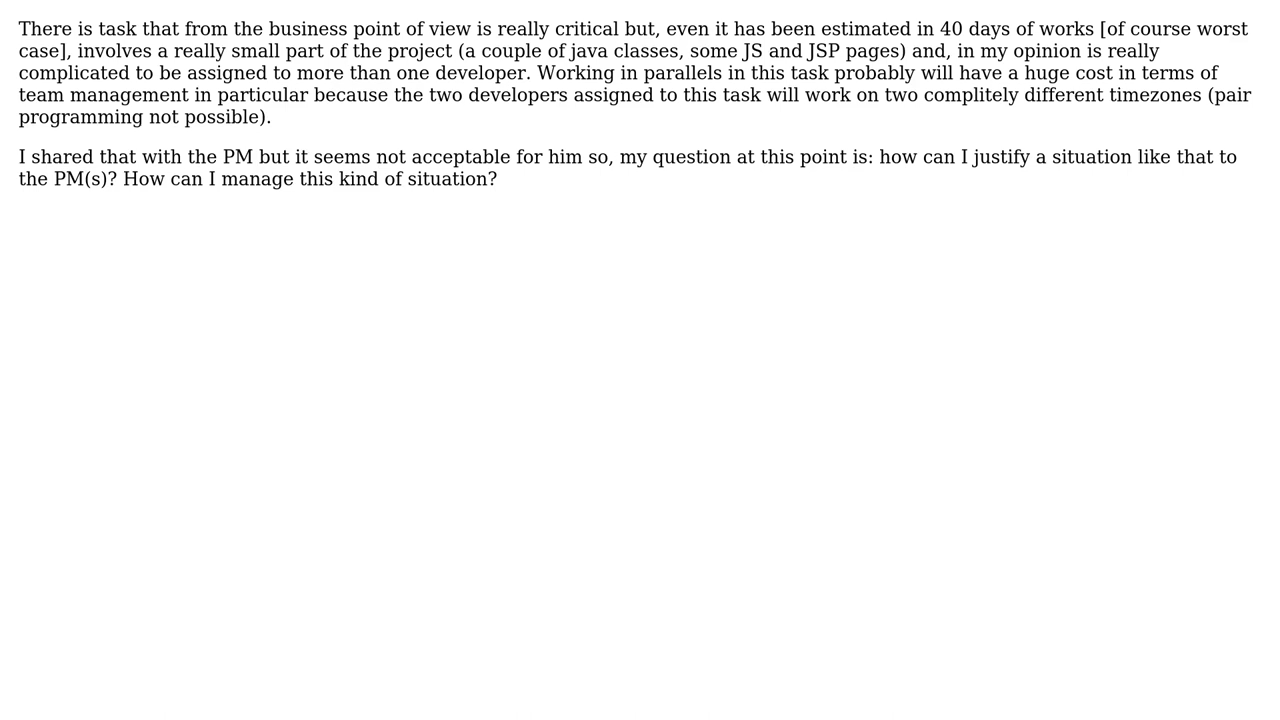 There is task that from the business point of view is really critical but, even it has been estimated in 40 days of works [of course worst
case], involves a really small part of the project (a couple of java classes, some JS and JSP pages) and, in my opinion is really
complicated to be assigned to more than one developer. Working in parallels in this task probably will have a huge cost in terms of
team management in particular because the two developers assigned to this task will work on two complitely different timezones (pair
programming not possible).
I shared that with the PM but it seems not acceptable for him so, my question at this point is: how can I justify a situation like that to
the PM(s)? How can I manage this kind of situation?